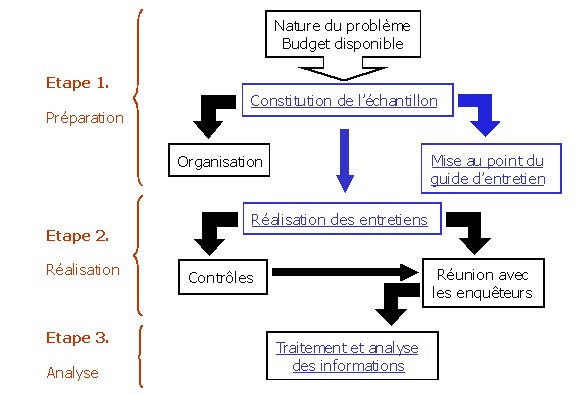 Nature du problème
Budget disponible
Etape 1.
Préparation
Constitution de l'échantillon
Organisation
Mise au point du
guide d'entretien
Etape 2.
Réalisation
Réalisation des entretiens
Contrôles
Réunion avec
les enquêteurs
Etape 3.
Analyse
Traitement et analyse
des informations